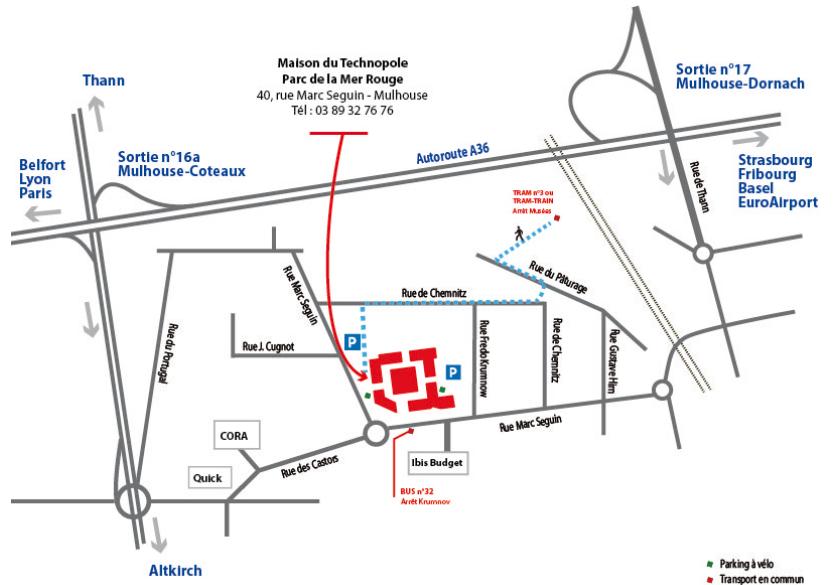 Maison du Technopole
Parc de la Mer Rouge
40, rue Marc Seguin - Mulhouse
Tél : 03 89 32 76 76
Thann
Sortie n°17
Mulhouse-Dornach
Belfort
Lyon
Paris
Sortie n°16a
Mulhouse-Coteaux
Autoroute A36
Strasbourg
Fribourg
Basel
EuroAirport
Rue de Thann
TRAM n°3 ou
TRAM-TRAIN
Arrêt Musées
Rue du Pâturage
Rue Marc Seguin
Rue de Chemnitz
Rue du Portugal
Rue J. Cugnot
P
P
Rue Fredo Krumnow
Rue de Chemnitz
Rue Gustave Hirn
Rue Marc Seguin
CORA
Quick
Rue des Castors
Ibis Budget
BUS n°32
Arrêt Krumnov
Altkirch
Parking à vélo
Transport en commun